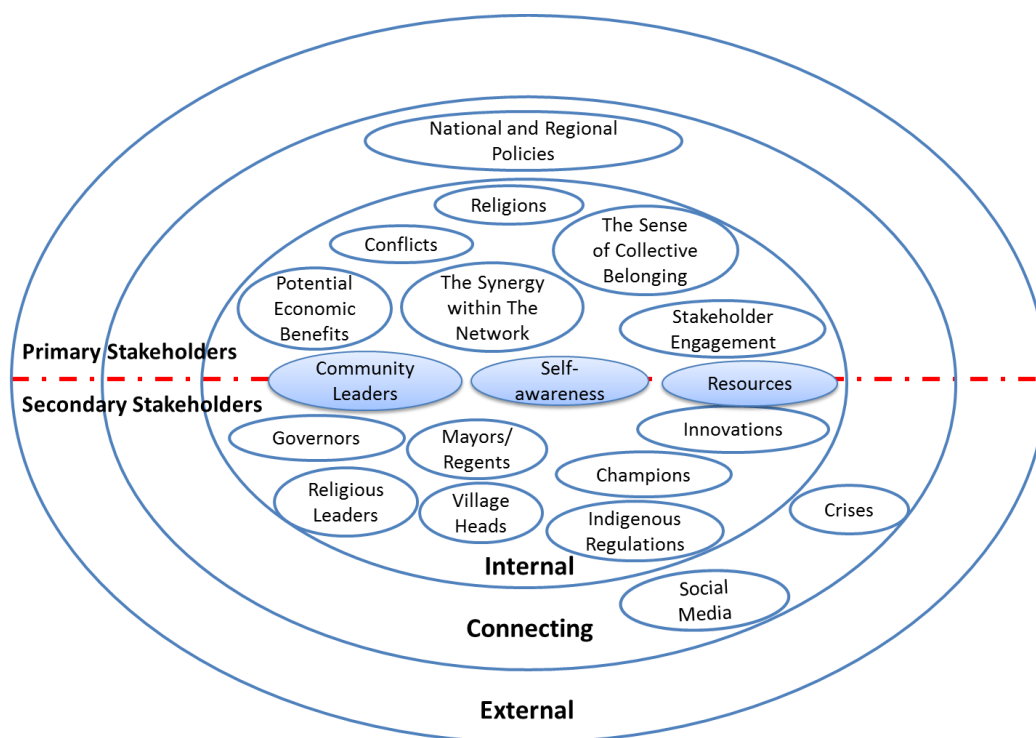 National and Regional
Policies
Religions
The Sense
of Collective
Belonging
Conflicts
Potential
Economic
Benefits
The Synergy
within The
Network
Stakeholder
Engagement
Primary Stakeholders
Community
Leaders
Self-
awareness
Resources
Secondary Stakeholders
Governors
Mayors/
Regents
Innovations
Champions
Religious
Leaders
Village
Heads
Indigenous
Regulations
Crises
Internal
Social
Media
Connecting
External